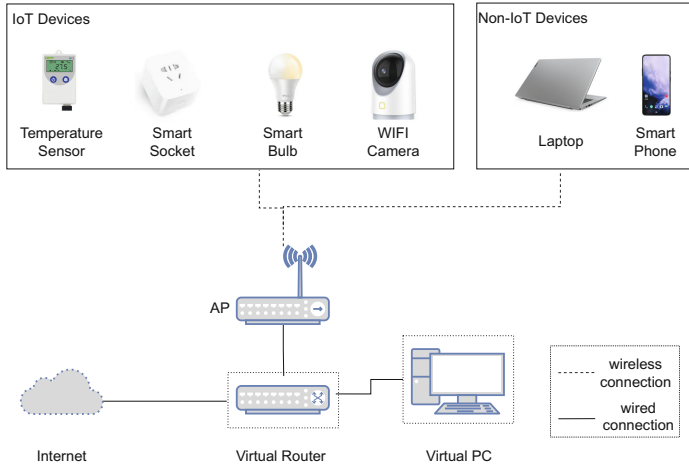 IoT Devices
Non-IoT Devices
Temperature
Sensor
Smart
Socket
Smart
Bulb
WIFI
Camera
Laptop
Smart
Phone
AP
wireless
connection
wired
connection
Internet
Virtual Router
Virtual PC